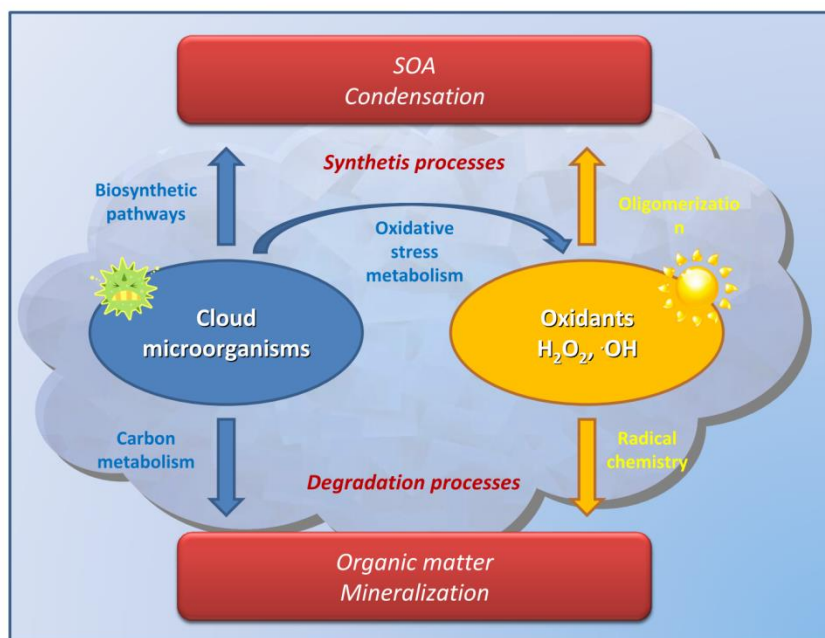 SOA
Condensation
Synthetis processes
Biosynthetic
pathways
Oligomerizatio
n
Oxidative
stress
metabolism
Cloud
microorganisms
Oxidants
H₂O₂, ·OH
Carbon
metabolism
Radical
chemistry
Degradation processes
Organic matter
Mineralization